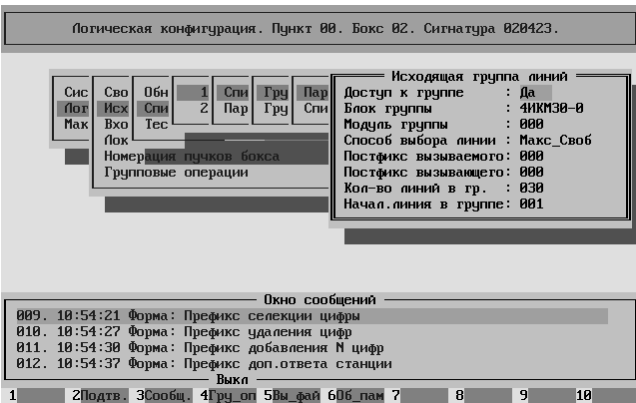 Логическая конфигурация. Пункт 00. Бокс 02. Сигнатура 020423.
Сис Сво Обн 1 Спи Гру Пар
Лог Исх Спи 2 Пар Гру Спи
Мак Вхо Тес
Лок
Номерация пучков бокса
Групповые операции
Исходящая группа линий
Доступ к группе : Да
Блок группы : 4ИКМ30-0
Модуль группы : 000
Способ выбора линии : Макс_Своб
Постфикс вызываемого: 000
Постфикс вызывающего: 000
Кол-во линий в гр. : 030
Начал.линия в группе: 001
Окно сообщений
009. 10:54:21 Форма: Префикс селекции цифры
010. 10:54:27 Форма: Префикс удаления цифр
011. 10:54:30 Форма: Префикс добавления N цифр
012. 10:54:37 Форма: Префикс доп.ответа станции
Выкл
1 2Подтв. 3Сообщ. 4Гру_оп 5Вы_фай 6Об_пам 7 8 9 10